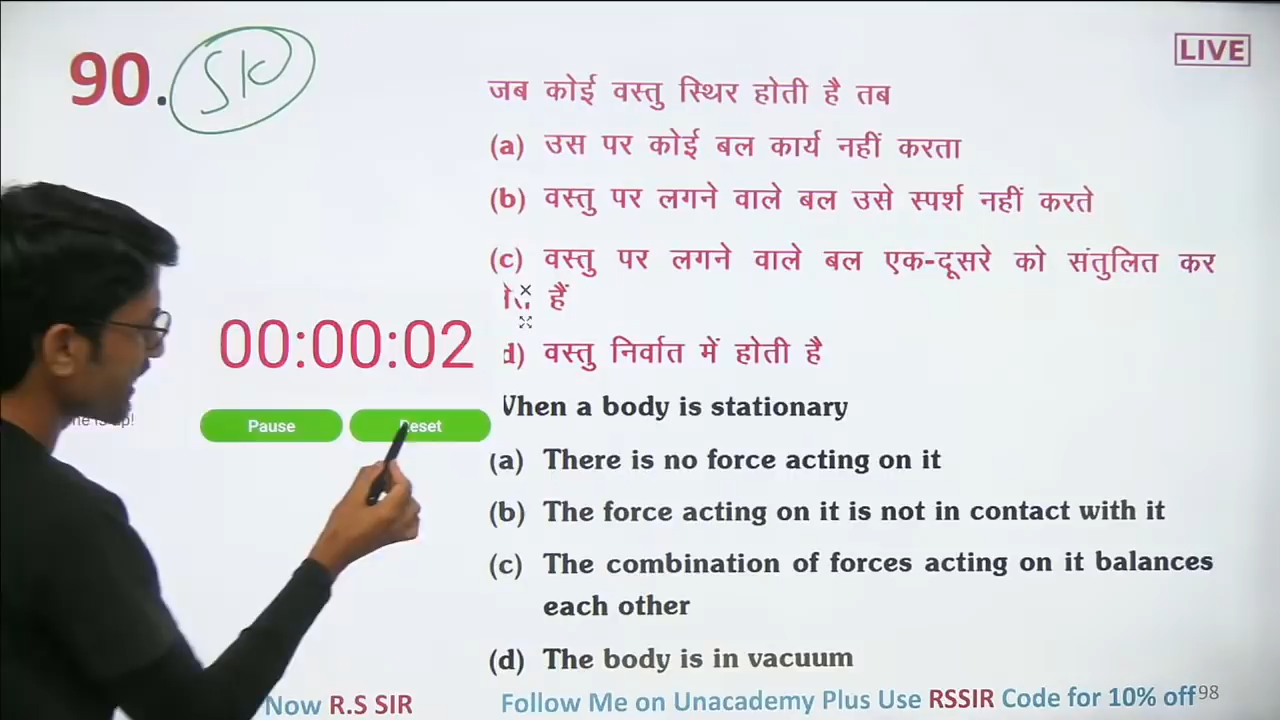 90.
SK
LIVE
जब कोई वस्तु स्थिर होती है तब
(a) उस पर कोई बल कार्य नहीं करता
(b) वस्तु पर लगने वाले बल उसे स्पर्श नहीं करते
(c) वस्तु पर लगने वाले बल एक-दूसरे को संतुलित कर
हैं
00:00:02
d) वस्तु निर्वात में होती है
When a body is stationary
Pause Reset
(a) There is no force acting on it
(b) The force acting on it is not in contact with it
(c) The combination of forces acting on it balances
each other
(d) The body is in vacuum
Now R.S SIR
Follow Me on Unacademy Plus Use RSSIR Code for 10% off 98